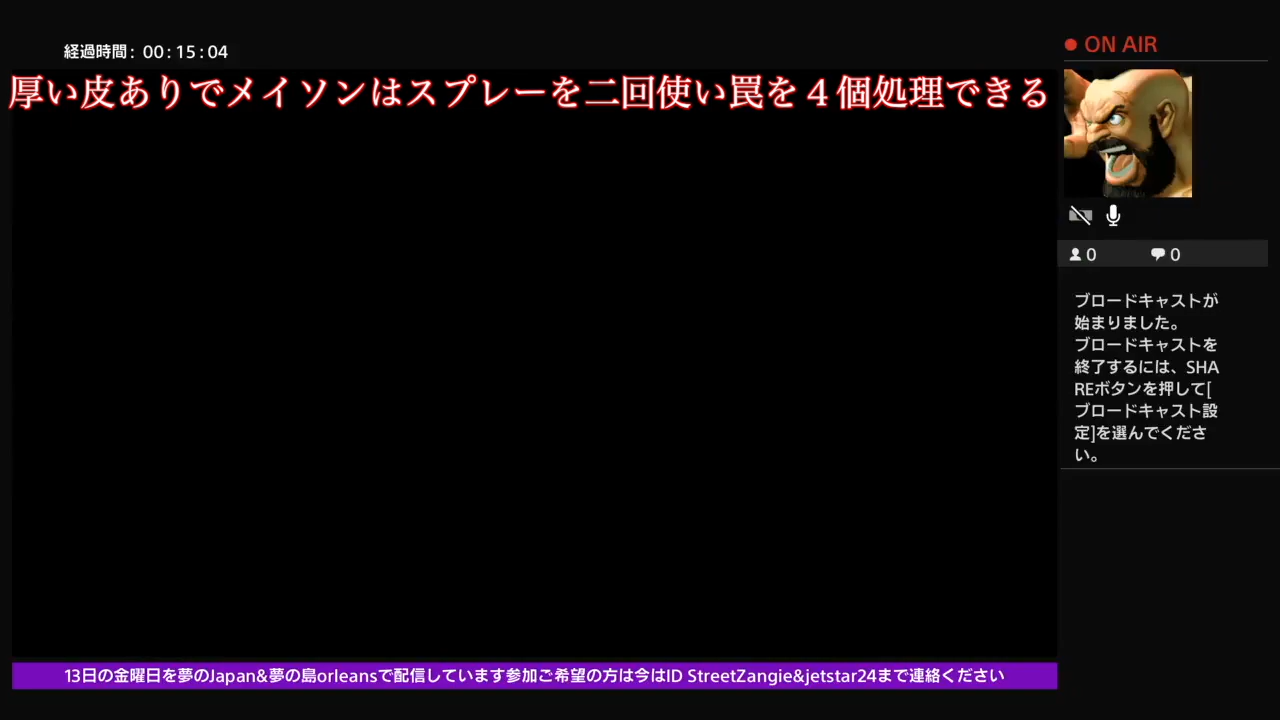 経過時間: 00:15:04
ON AIR
厚い皮ありでメイソンはスプレーを二回使い罠を４個処理できる
0 0
ブロードキャストが
始まりました。
ブロードキャストを
終了するには、SHA
REボタンを押して[
ブロードキャスト設
定]を選んでくださ
い。
13日の金曜日を夢のJapan&夢の島orleansで配信しています参加ご希望の方は今はID StreetZangie&jetstar24まで連絡ください